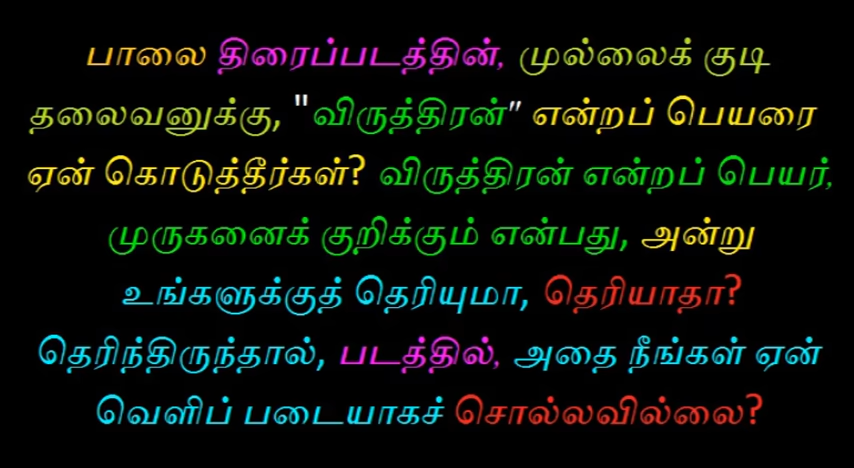 பாலை திரைப்படத்தின், முல்லைக் குடி
தலைவனுக்கு, "விருத்திரன்" என்றப் பெயரை
ஏன் கொடுத்தீர்கள்? விருத்திரன் என்றப் பெயர்,
முருகனைக் குறிக்கும் என்பது, அன்று
உங்களுக்குத் தெரியுமா, தெரியாதா?
தெரிந்திருந்தால், படத்தில், அதை நீங்கள் ஏன்
வெளிப் படையாகச் சொல்லவில்லை?